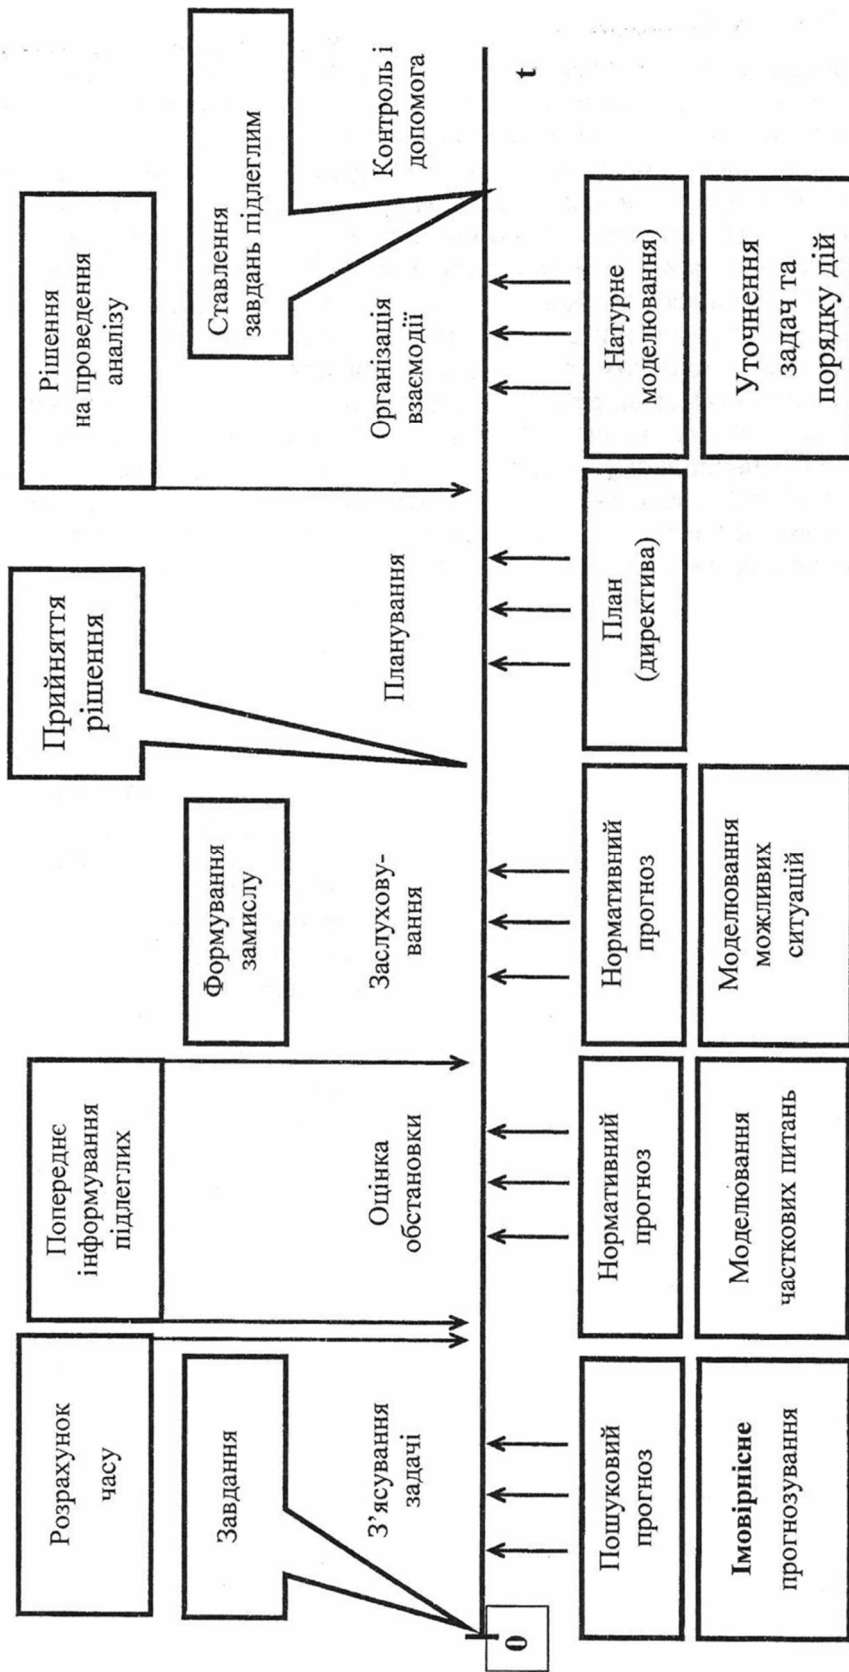 Розрахунок
часу
Попереднє
інформування
підлеглих
Рішення
на проведення
аналізу
Прийняття
рішення
Завдання
Формування
замислу
Ставлення
завдань підлеглим
З’ясування
задачі
Оцінка
обстановки
Заслухову-
вання
Планування
Організація
взаємодії
Контроль і
допомога
0
t
Пошуковий
прогноз
Нормативний
прогноз
Нормативний
прогноз
План
(директива)
Натурне
моделювання)
Імовірнісне
прогнозування
Моделювання
часткових питань
Моделювання
можливих
ситуацій
Уточнення
задач та
порядку дій